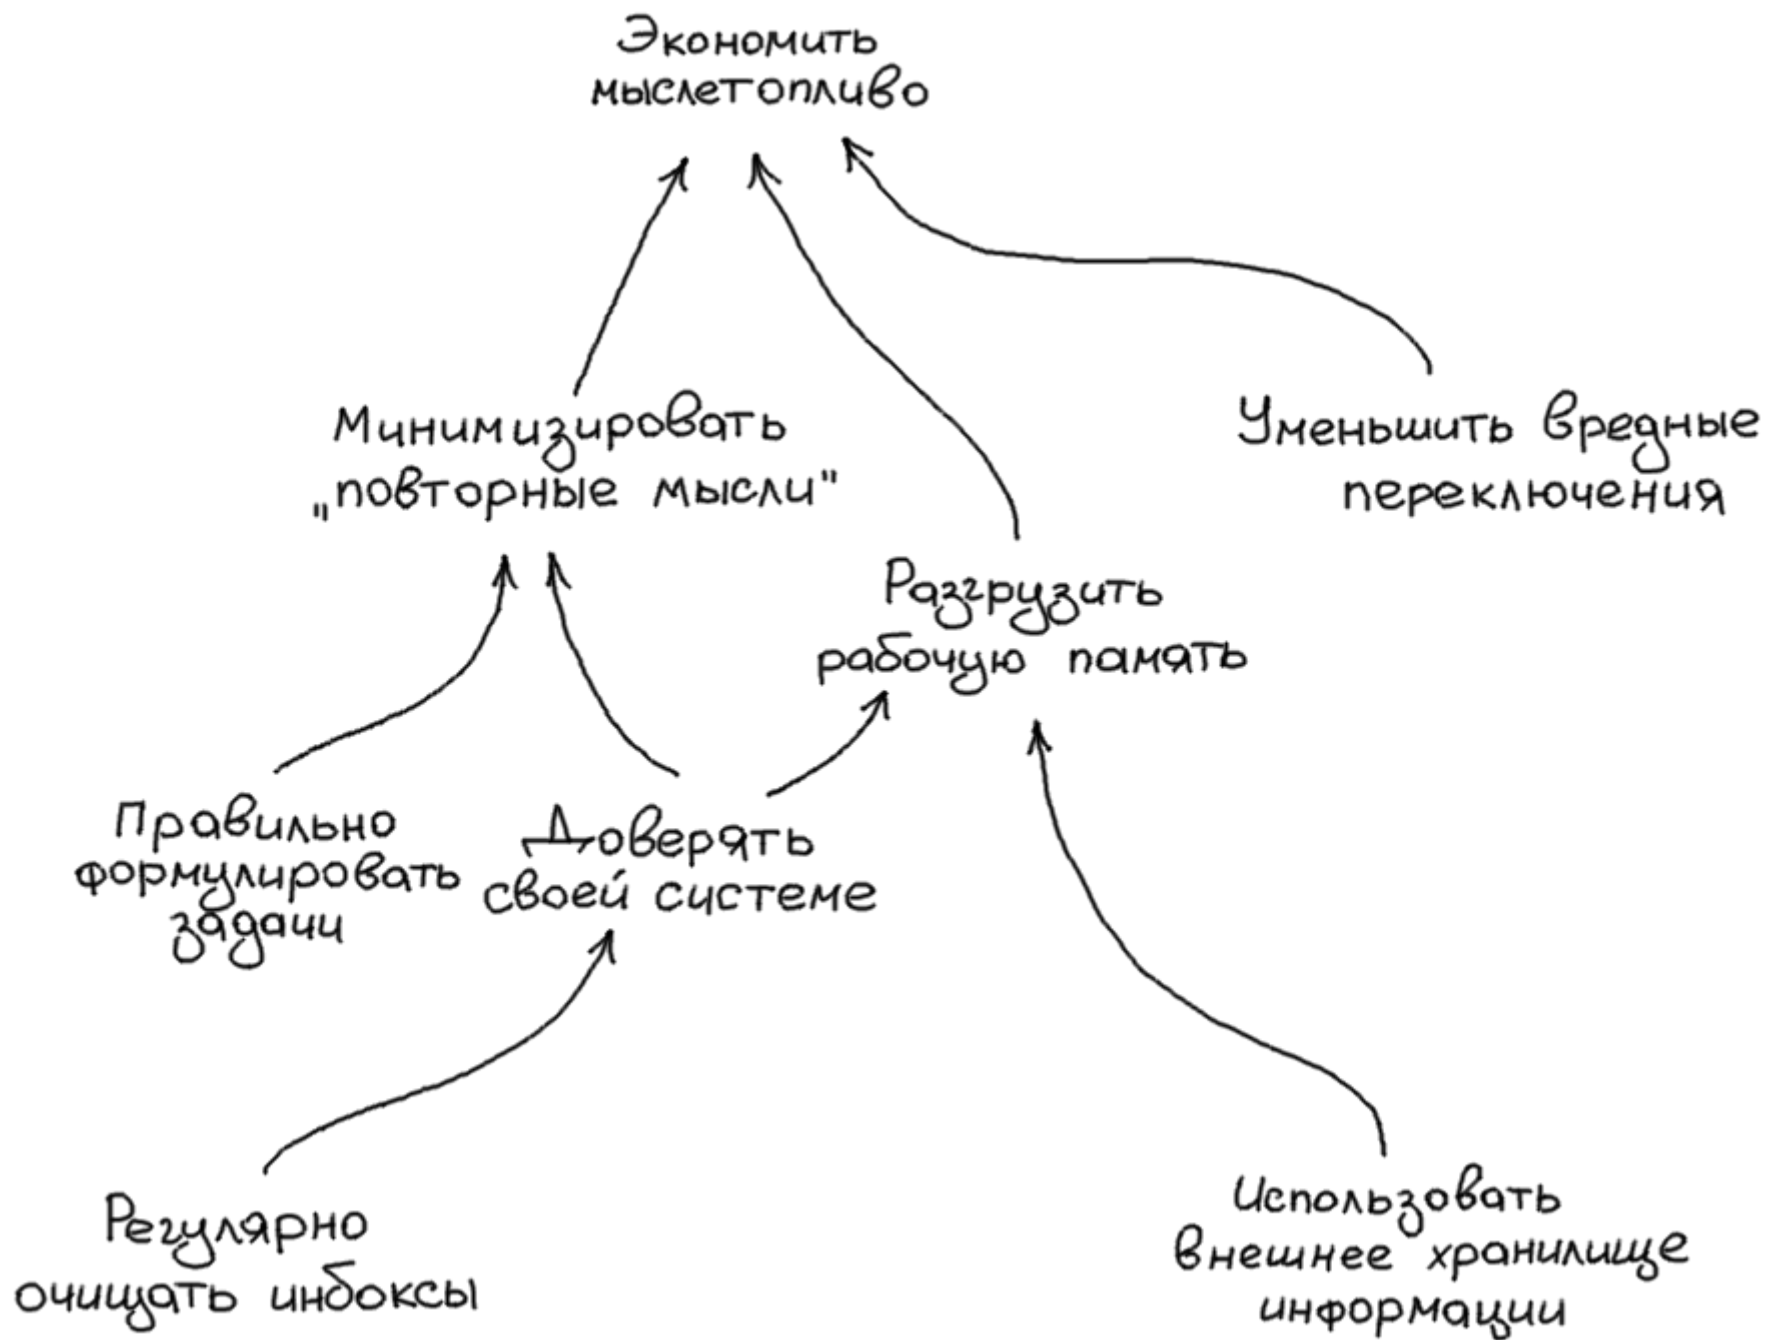 Экономить
мыслетопливо
Минимизировать
„повторные мысли"
Уменьшить вредные
переключения
Разгрузить
рабочую память
Правильно
формулировать
задачи
Доверять
своей системе
Регулярно
очищать инбоксы
Использовать
внешнее хранилище
информации